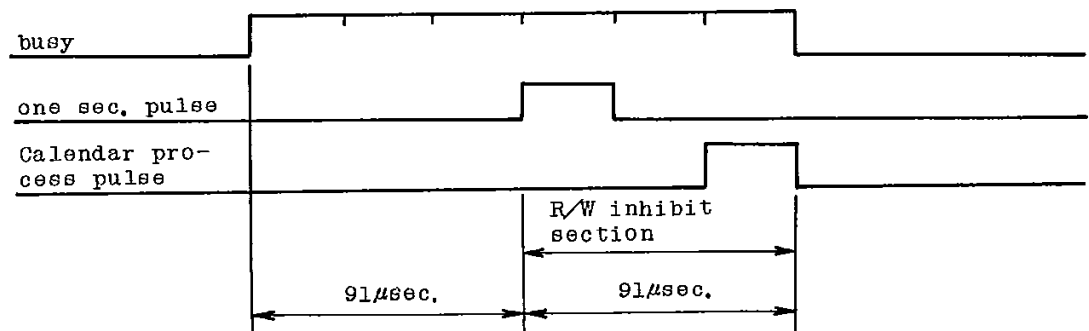 busy
one sec. pulse
Calendar pro-
cess pulse
R/W inhibit
section
91μsec.
91μsec.